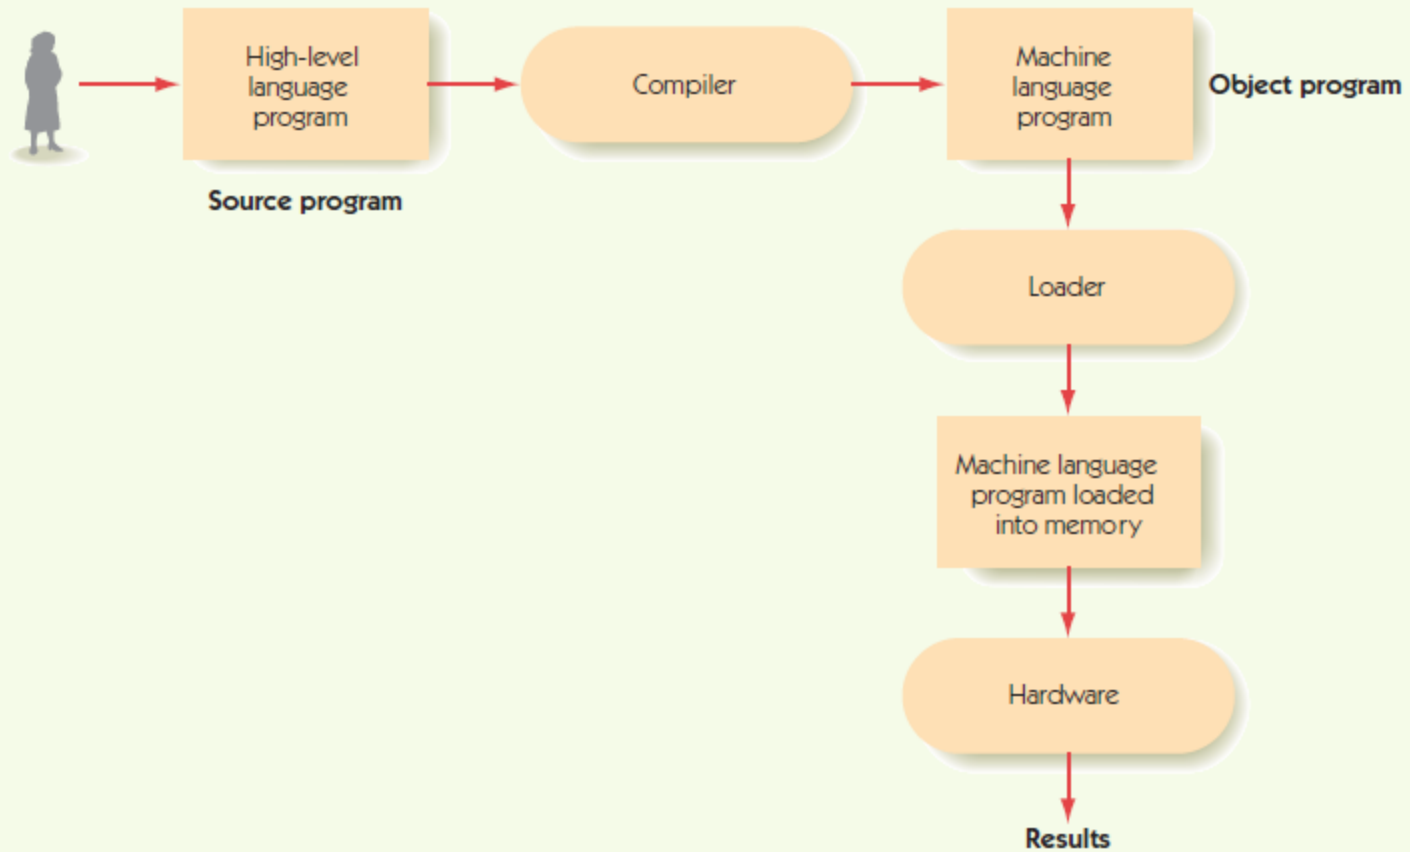 High-level
language
program
Source program
Compiler
Machine
language
program
Object program
Loader
Machine language
program loaded
into memory
Hardware
Results